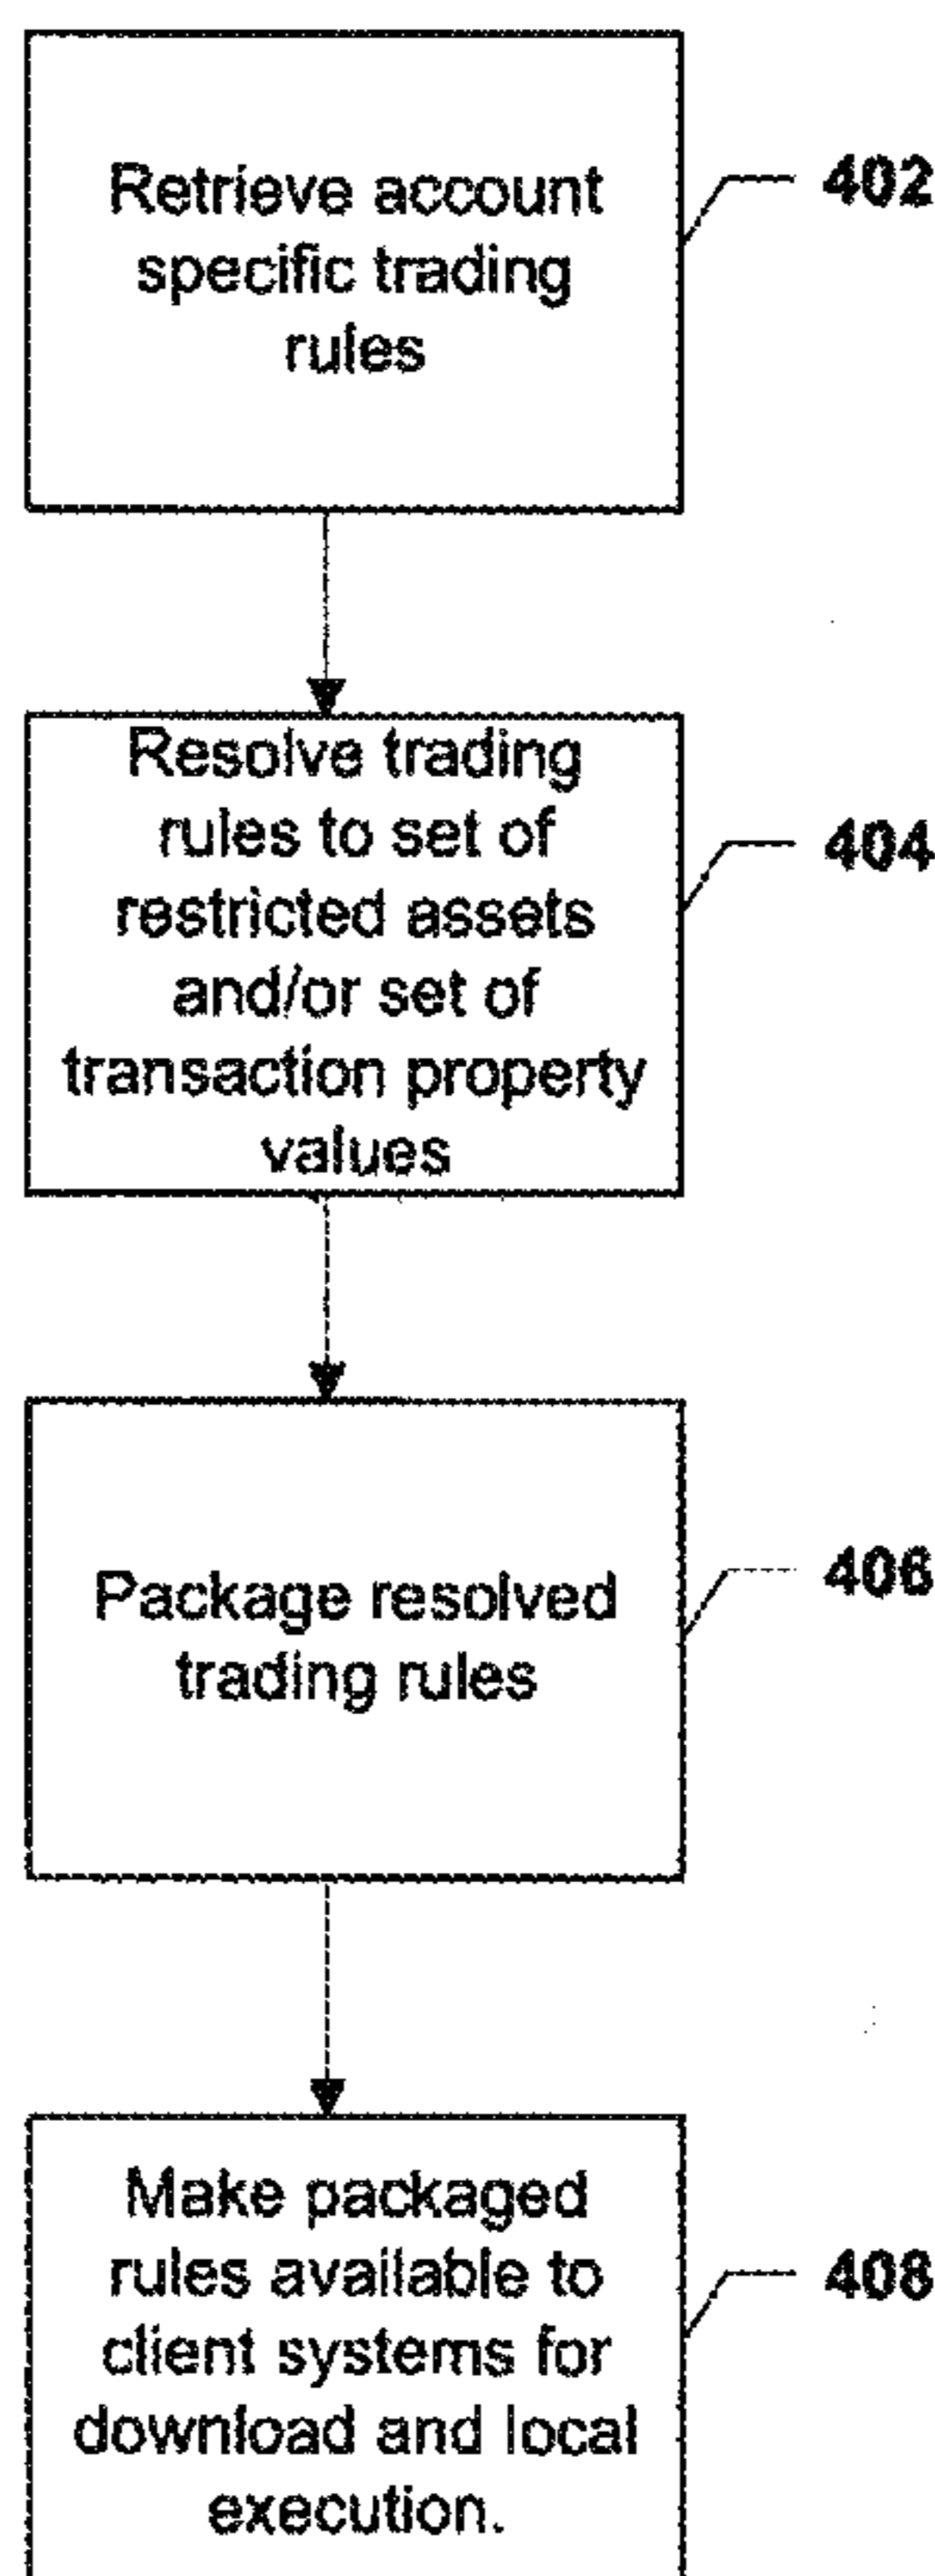 Retrieve account
specific trading
rules
402
Resolve trading
rules to set of
restricted assets
and/or set of
transaction property
values
404
Package resolved
trading rules
406
Make packaged
rules available to
client systems for
download and local
execution.
408